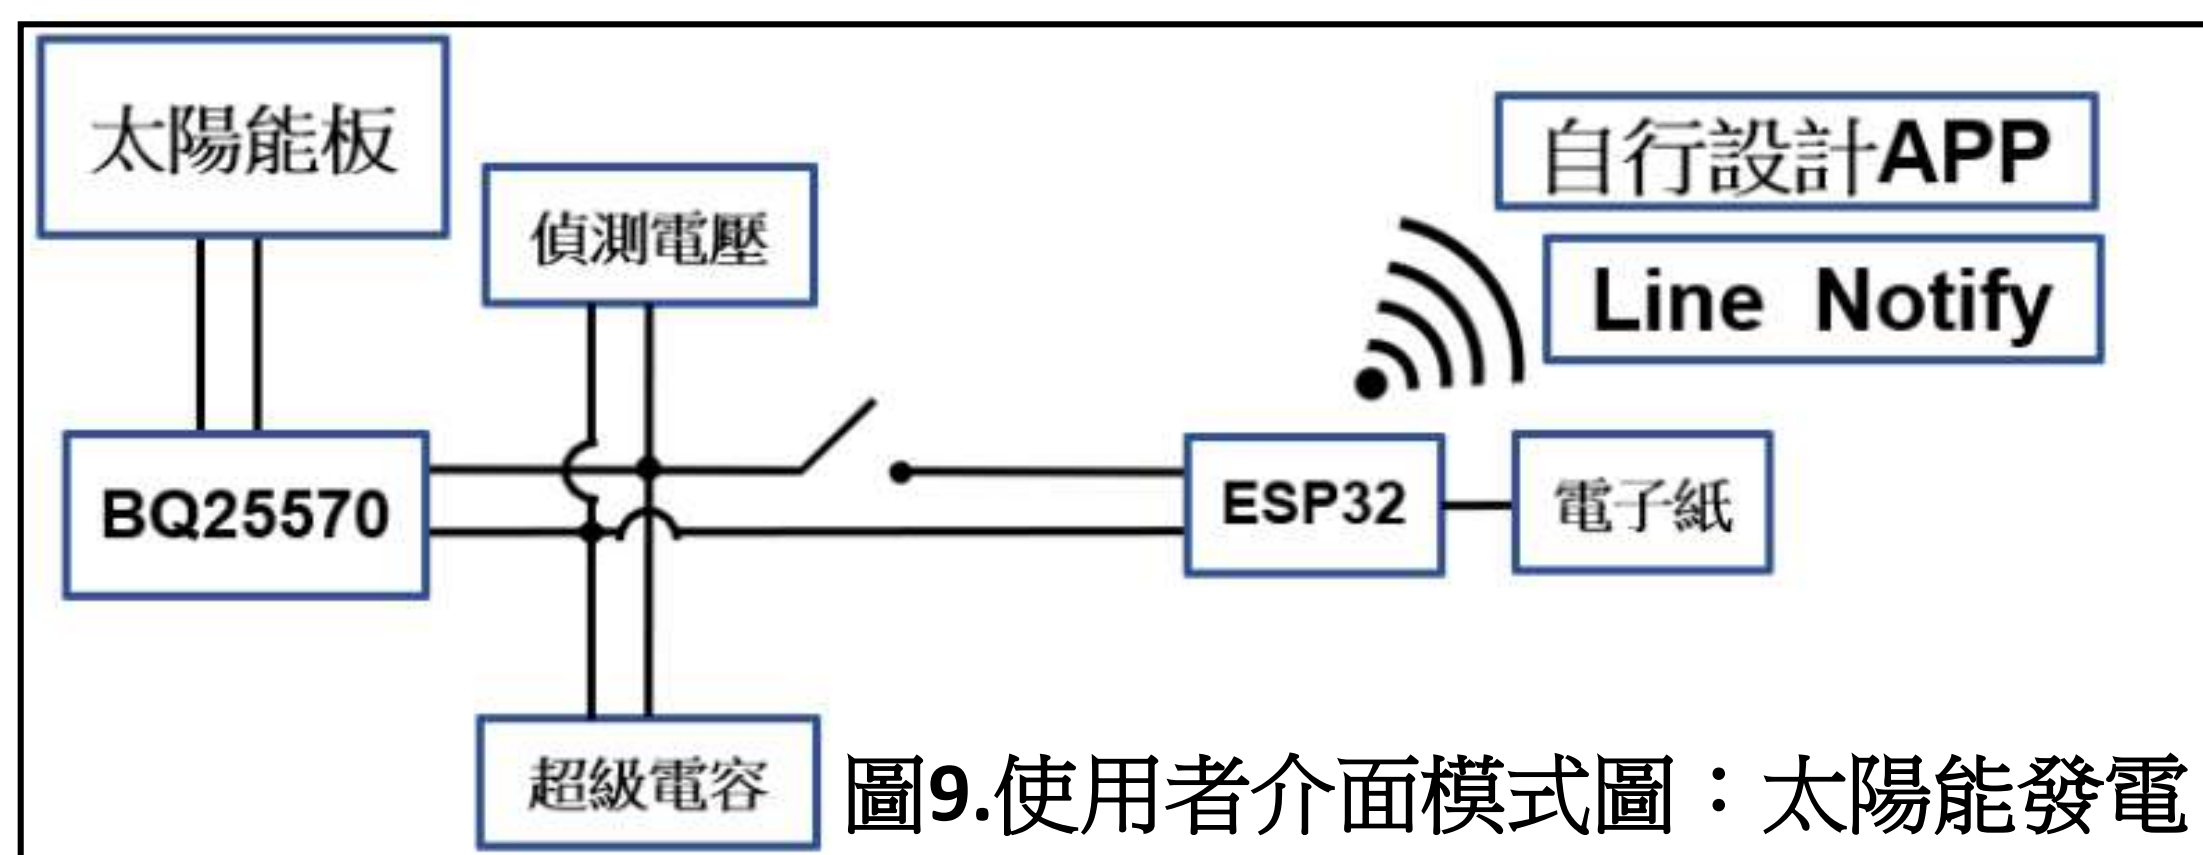 太陽能板
自行設計APP
偵測電壓
Line Notify
BQ25570
ESP32
電子紙
超級電容
圖9.使用者介面模式圖：太陽能發電